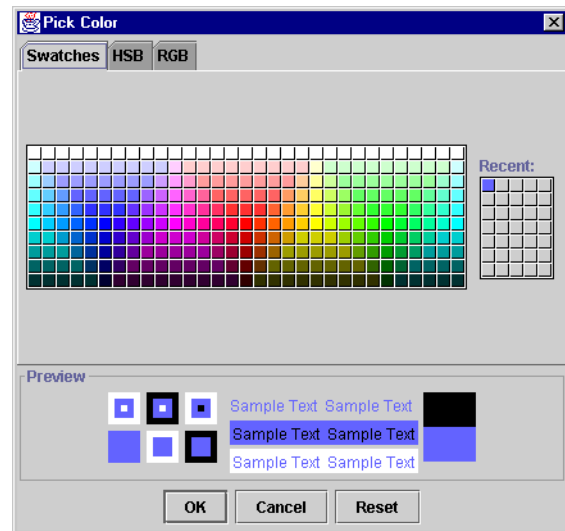 Pick Color
Swatches HSB RGB
Recent:
Preview
Sample Text Sample Text
Sample Text Sample Text
Sample Text Sample Text
OK Cancel Reset